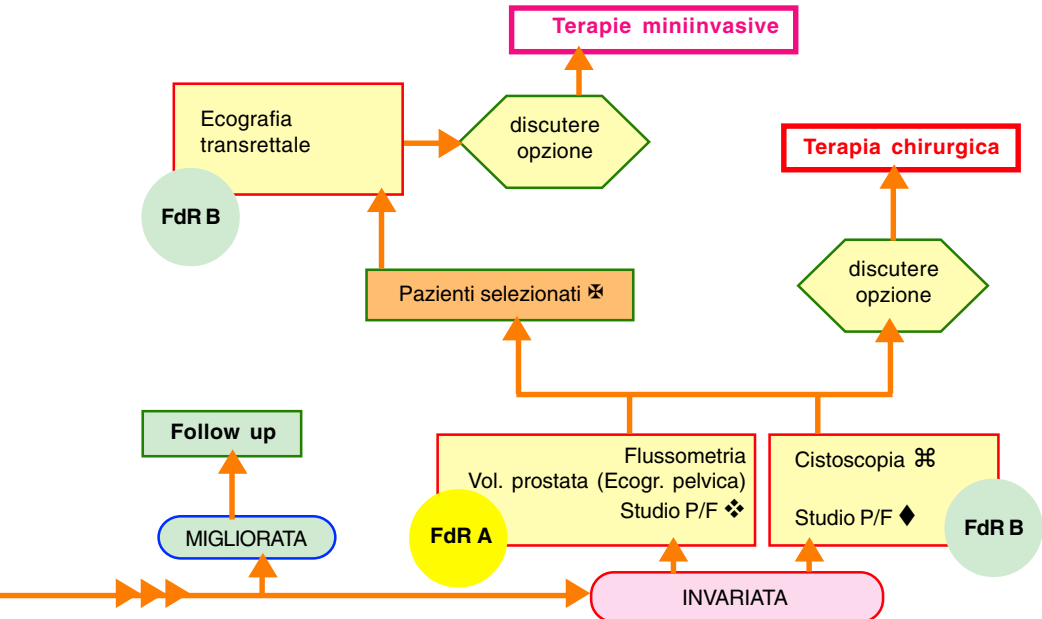 Terapie miniinvasive
Ecografia
transrettale
discutere
opzione
Terapia chirurgica
FdR B
Pazienti selezionati ✠
discutere
opzione
Follow up
Flussometria
Vol. prostata (Ecogr. pelvica)
Studio P/F ❖
Cistoscopia ⌘
Studio P/F ♦
FdR A
FdR B
MIGLIORATA
INVARIATA